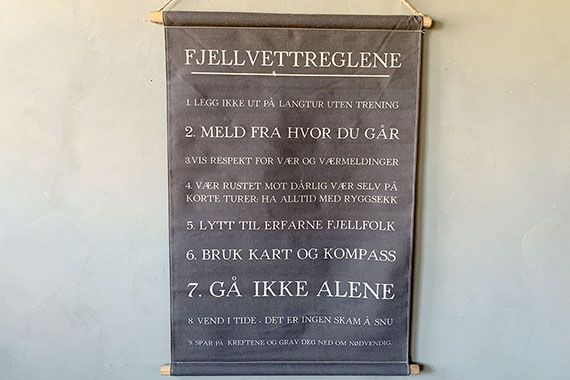 FJELLVETTREGLENE
1. LEGG IKKE UT PÅ LANGTUR UTEN TRENING
2. MELD FRA HVOR DU GÅR
3.VIS RESPEKT FOR VÆR OG VÆRMELDINGER
4. VÆR RUSTET MOT DÅRLIG VÆR SELV PÅ
KORTE TURER; HA ALLTID MED RYGGSEKK
5. LYTT TIL ERFARNE FJELLFOLK
6. BRUK KART OG KOMPASS
7. GÅ IKKE ALENE
8. VEND I TIDE - DET ER INGEN SKAM Å SNU
9. SPAR PÅ KREFTENE OG GRAV DEG NED OM NØDVENDIG.